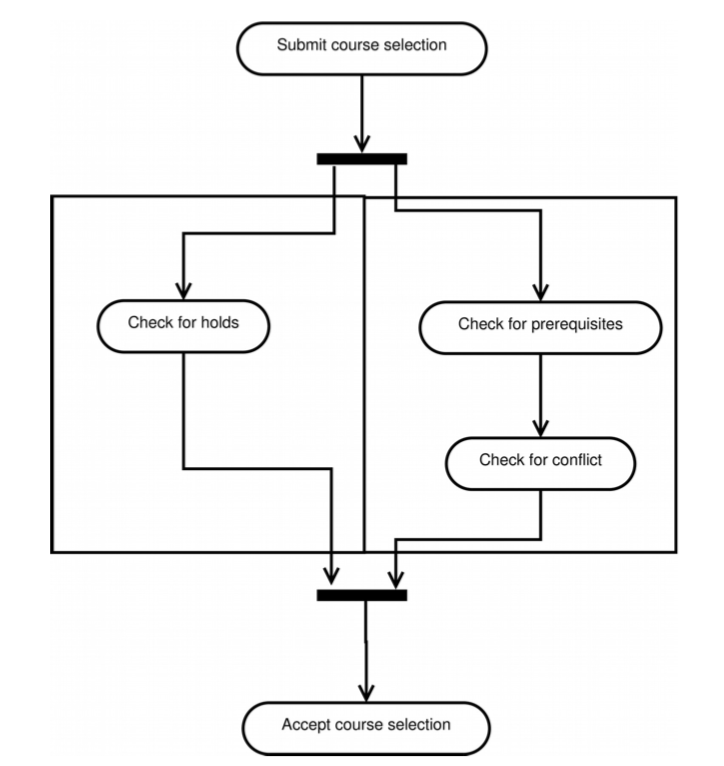 Submit course selection
Check for holds
Check for prerequisites
Check for conflict
Accept course selection